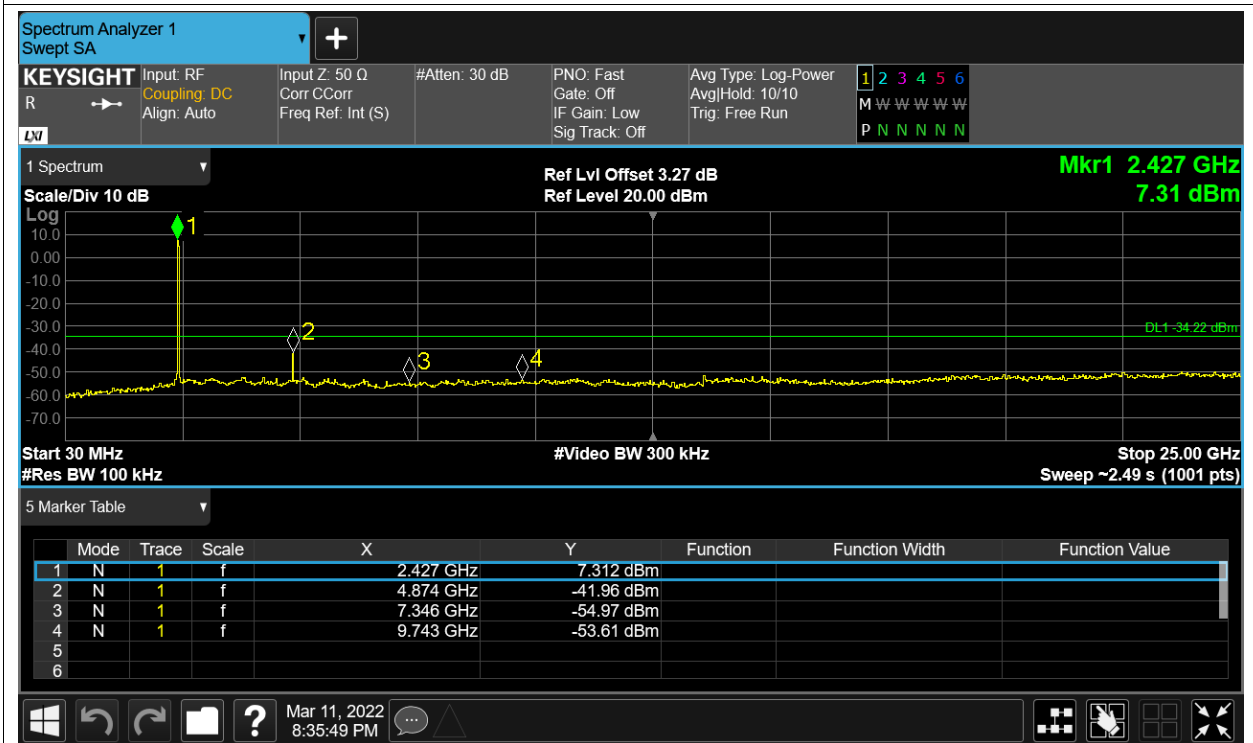 Spectrum Analyzer 1
Swept SA
+
KEYSIGHT
R
LXI
Input: RF
Coupling: DC
Align: Auto
Input Z: 50 Ω
Corr CCorr
Freq Ref: Int (S)
#Atten: 30 dB
PNO: Fast
Gate: Off
IF Gain: Low
Sig Track: Off
Avg Type: Log-Power
Avg|Hold: 10/10
Trig: Free Run
1 2 3 4 5 6
M W W W W W
P N N N N N
1 Spectrum
Scale/Div 10 dB
Ref Lvl Offset 3.27 dB
Ref Level 20.00 dBm
Mkr1 2.427 GHz
7.31 dBm
Log
10.0
0.00
-10.0
-20.0
-30.0
-40.0
-50.0
-60.0
-70.0
1
2
3
4
DL1 -34.22 dBm
Start 30 MHz
#Res BW 100 kHz
#Video BW 300 kHz
Stop 25.00 GHz
Sweep ~2.49 s (1001 pts)
5 Marker Table
Mode Trace Scale X Y Function Function Width Function Value
1 N 1 f 2.427 GHz 7.312 dBm
2 N 1 f 4.874 GHz -41.96 dBm
3 N 1 f 7.346 GHz -54.97 dBm
4 N 1 f 9.743 GHz -53.61 dBm
5
6
?
Mar 11, 2022
8:35:49 PM